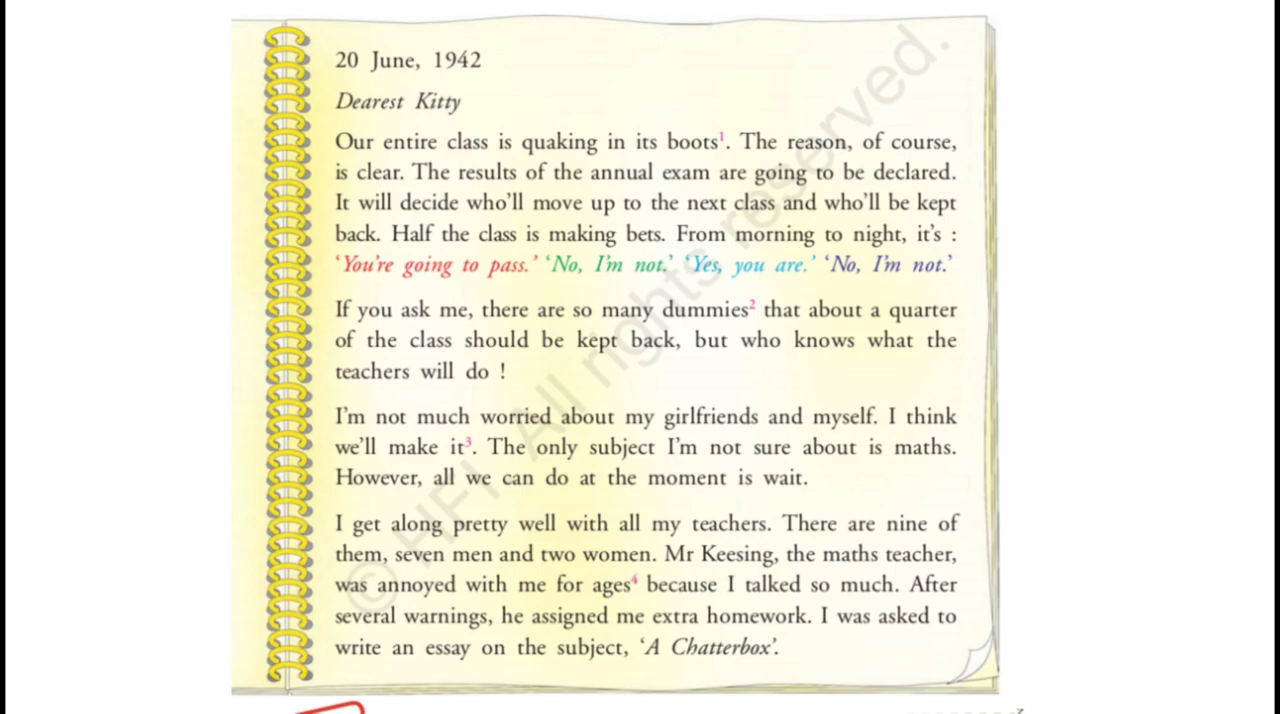 20 June, 1942
Dearest Kitty
Our entire class is quaking in its boots¹. The reason, of course,
is clear. The results of the annual exam are going to be declared.
It will decide who'll move up to the next class and who'll be kept
back. Half the class is making bets. From morning to night, it's :
'You're going to pass.' 'No, I'm not.' 'Yes, you are.' 'No, I'm not.'
If you ask me, there are so many dummies² that about a quarter
of the class should be kept back, but who knows what the
teachers will do !
I'm not much worried about my girlfriends and myself. I think
we'll make it³. The only subject I'm not sure about is maths.
However, all we can do at the moment is wait.
I get along pretty well with all my teachers. There are nine of
them, seven men and two women. Mr Keesing, the maths teacher,
was annoyed with me for ages⁴ because I talked so much. After
several warnings, he assigned me extra homework. I was asked to
write an essay on the subject, 'A Chatterbox'.
© HFI All rights reserved.